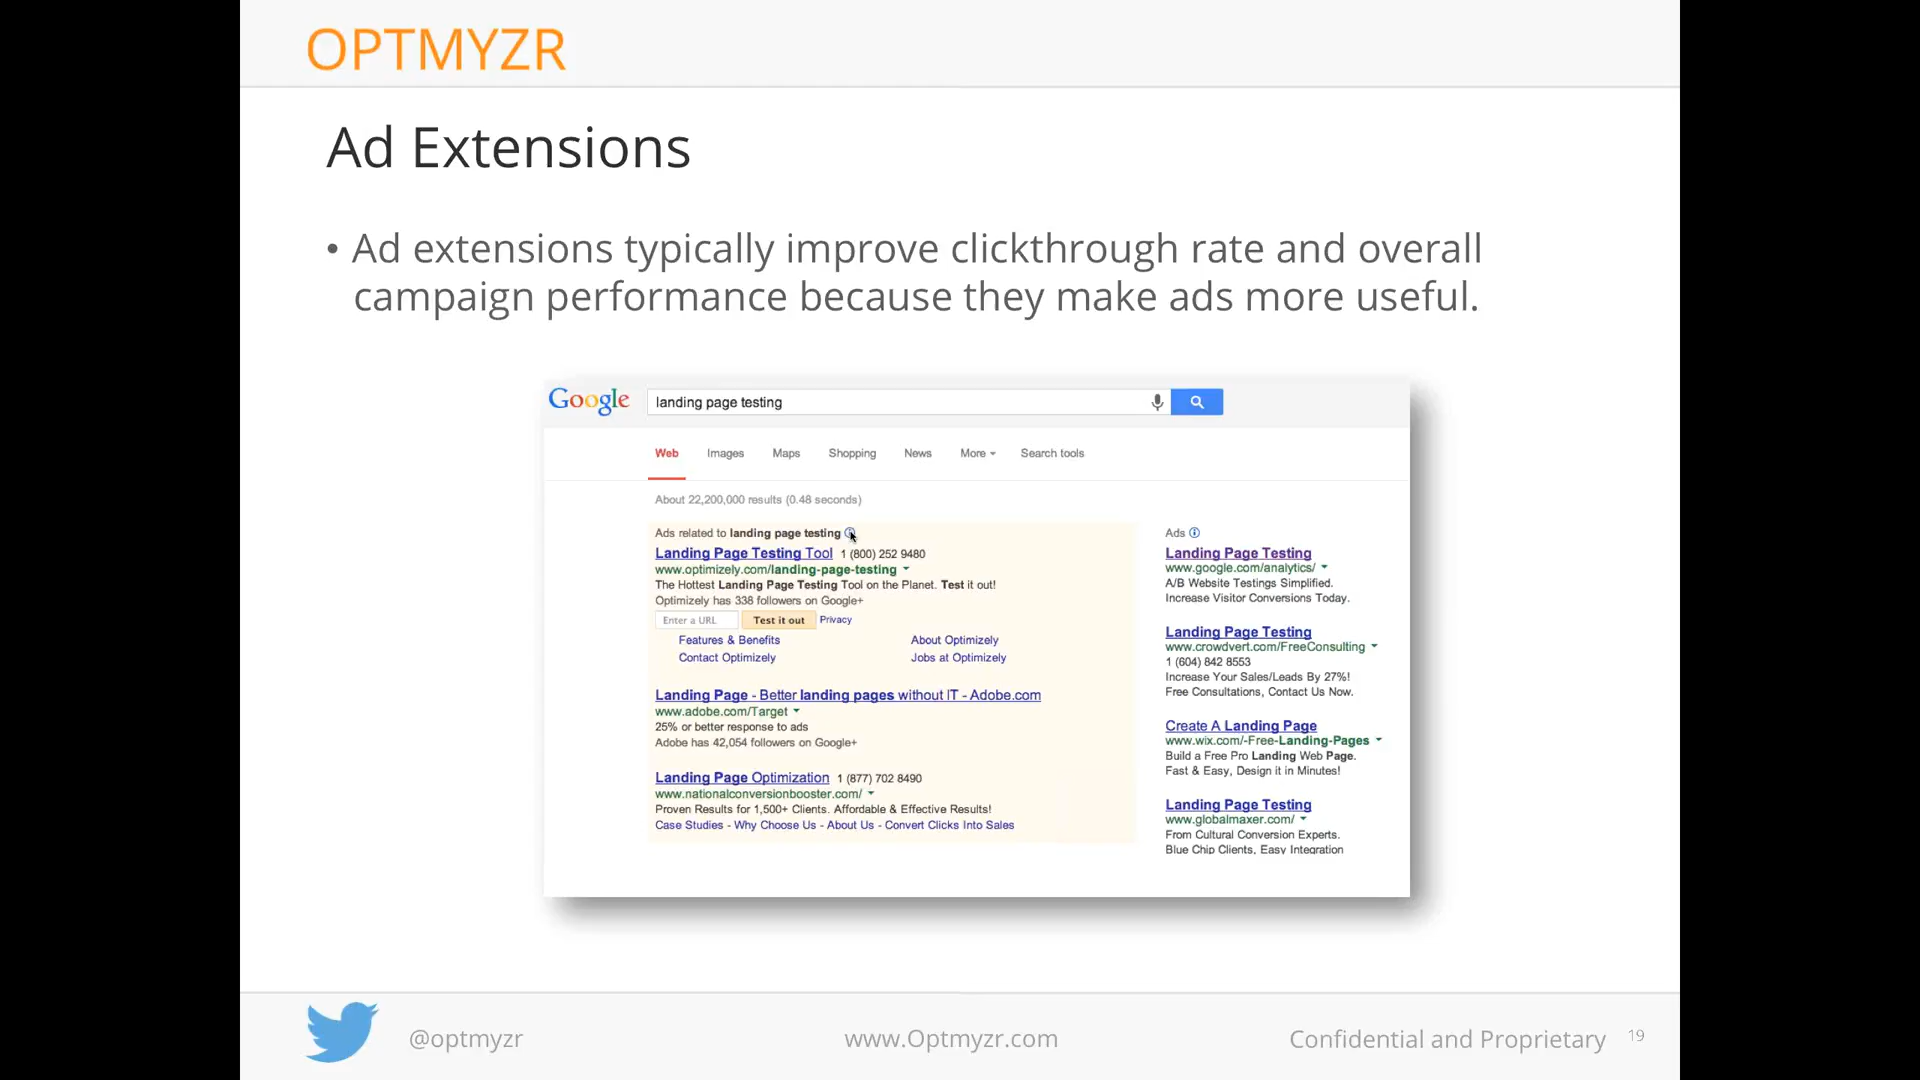 OPTMYZR
Ad Extensions
• Ad extensions typically improve clickthrough rate and overall
campaign performance because they make ads more useful.
Google
landing page testing
Web Images Maps Shopping News More Search tools
About 22,200,000 results (0.48 seconds)
Ads related to landing page testing
Landing Page Testing Tool 1 (800) 252 9480
www.optimizely.com/landing-page-testing
The Hottest Landing Page Testing Tool on the Planet. Test it out!
Optimizely has 338 followers on Google+
Enter a URL Test it out Privacy
Features & Benefits About Optimizely
Contact Optimizely Jobs at Optimizely
Landing Page - Better landing pages without IT - Adobe.com
www.adobe.com/Target
25% or better response to ads
Adobe has 42,054 followers on Google+
Landing Page Optimization 1 (877) 702 8490
www.nationalconversionbooster.com/
Proven Results for 1,500+ Clients. Affordable & Effective Results!
Case Studies - Why Choose Us - About Us - Convert Clicks Into Sales
Ads
Landing Page Testing
www.google.com/analytics/
A/B Website Testings Simplified.
Increase Visitor Conversions Today.
Landing Page Testing
www.crowdvert.com/FreeConsulting
1 (604) 842 8553
Increase Your Sales/Leads By 27%!
Free Consultations, Contact Us Now.
Create A Landing Page
www.wix.com/-Free-Landing-Pages
Build a Free Pro Landing Web Page.
Fast & Easy, Design it in Minutes!
Landing Page Testing
www.globalmaxer.com/
From Cultural Conversion Experts.
Blue Chip Clients, Easy Integration
@optmyzr
www.Optmyzr.com
Confidential and Proprietary
19